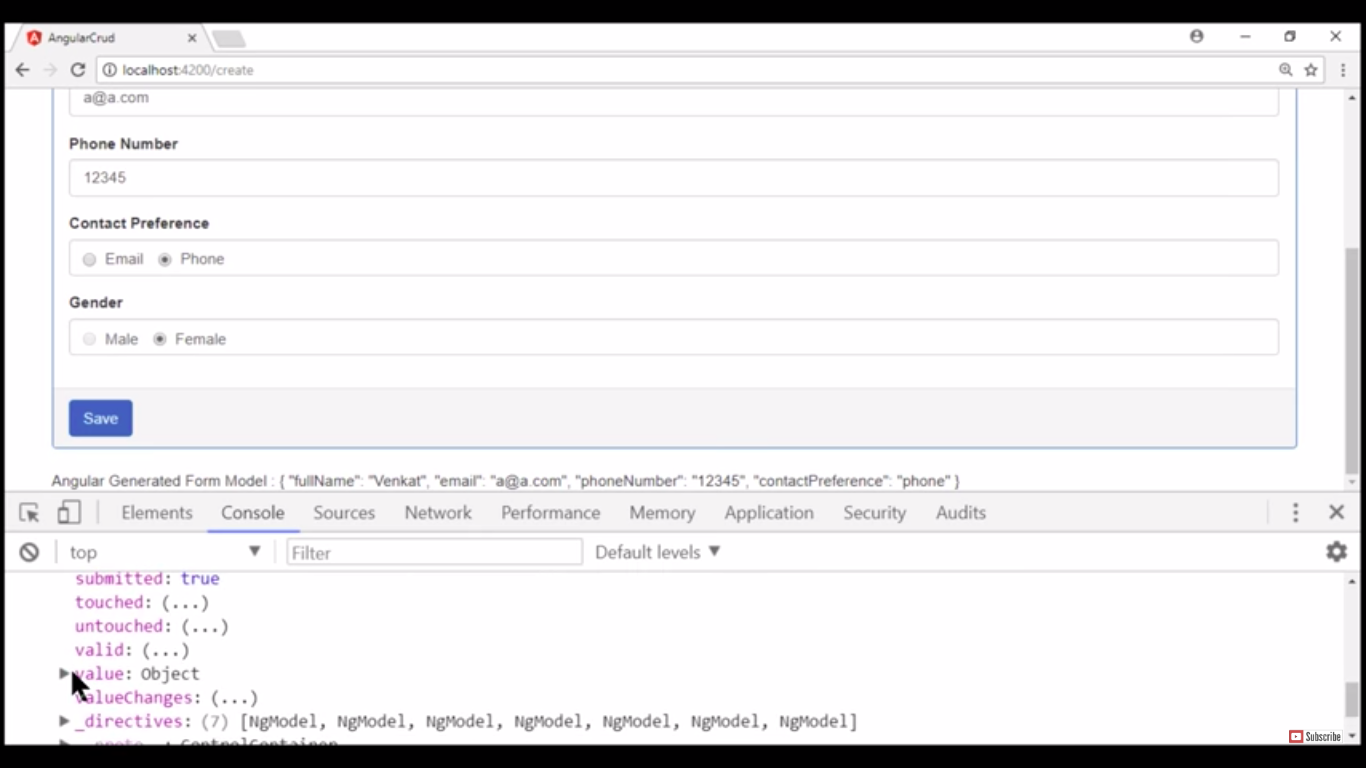 AngularCrud
localhost:4200/create
a@a.com
Phone Number
12345
Contact Preference
Email Phone
Gender
Male Female
Save
Angular Generated Form Model : { "fullName": "Venkat", "email": "a@a.com", "phoneNumber": "12345", "contactPreference": "phone" }
Elements Console Sources Network Performance Memory Application Security Audits
top Filter Default levels
submitted: true
touched: (...)
untouched: (...)
valid: (...)
value: Object
valueChanges: (...)
_directives: (7) [NgModel, NgModel, NgModel, NgModel, NgModel, NgModel, NgModel]
__proto__: ControlContainer
Subscribe